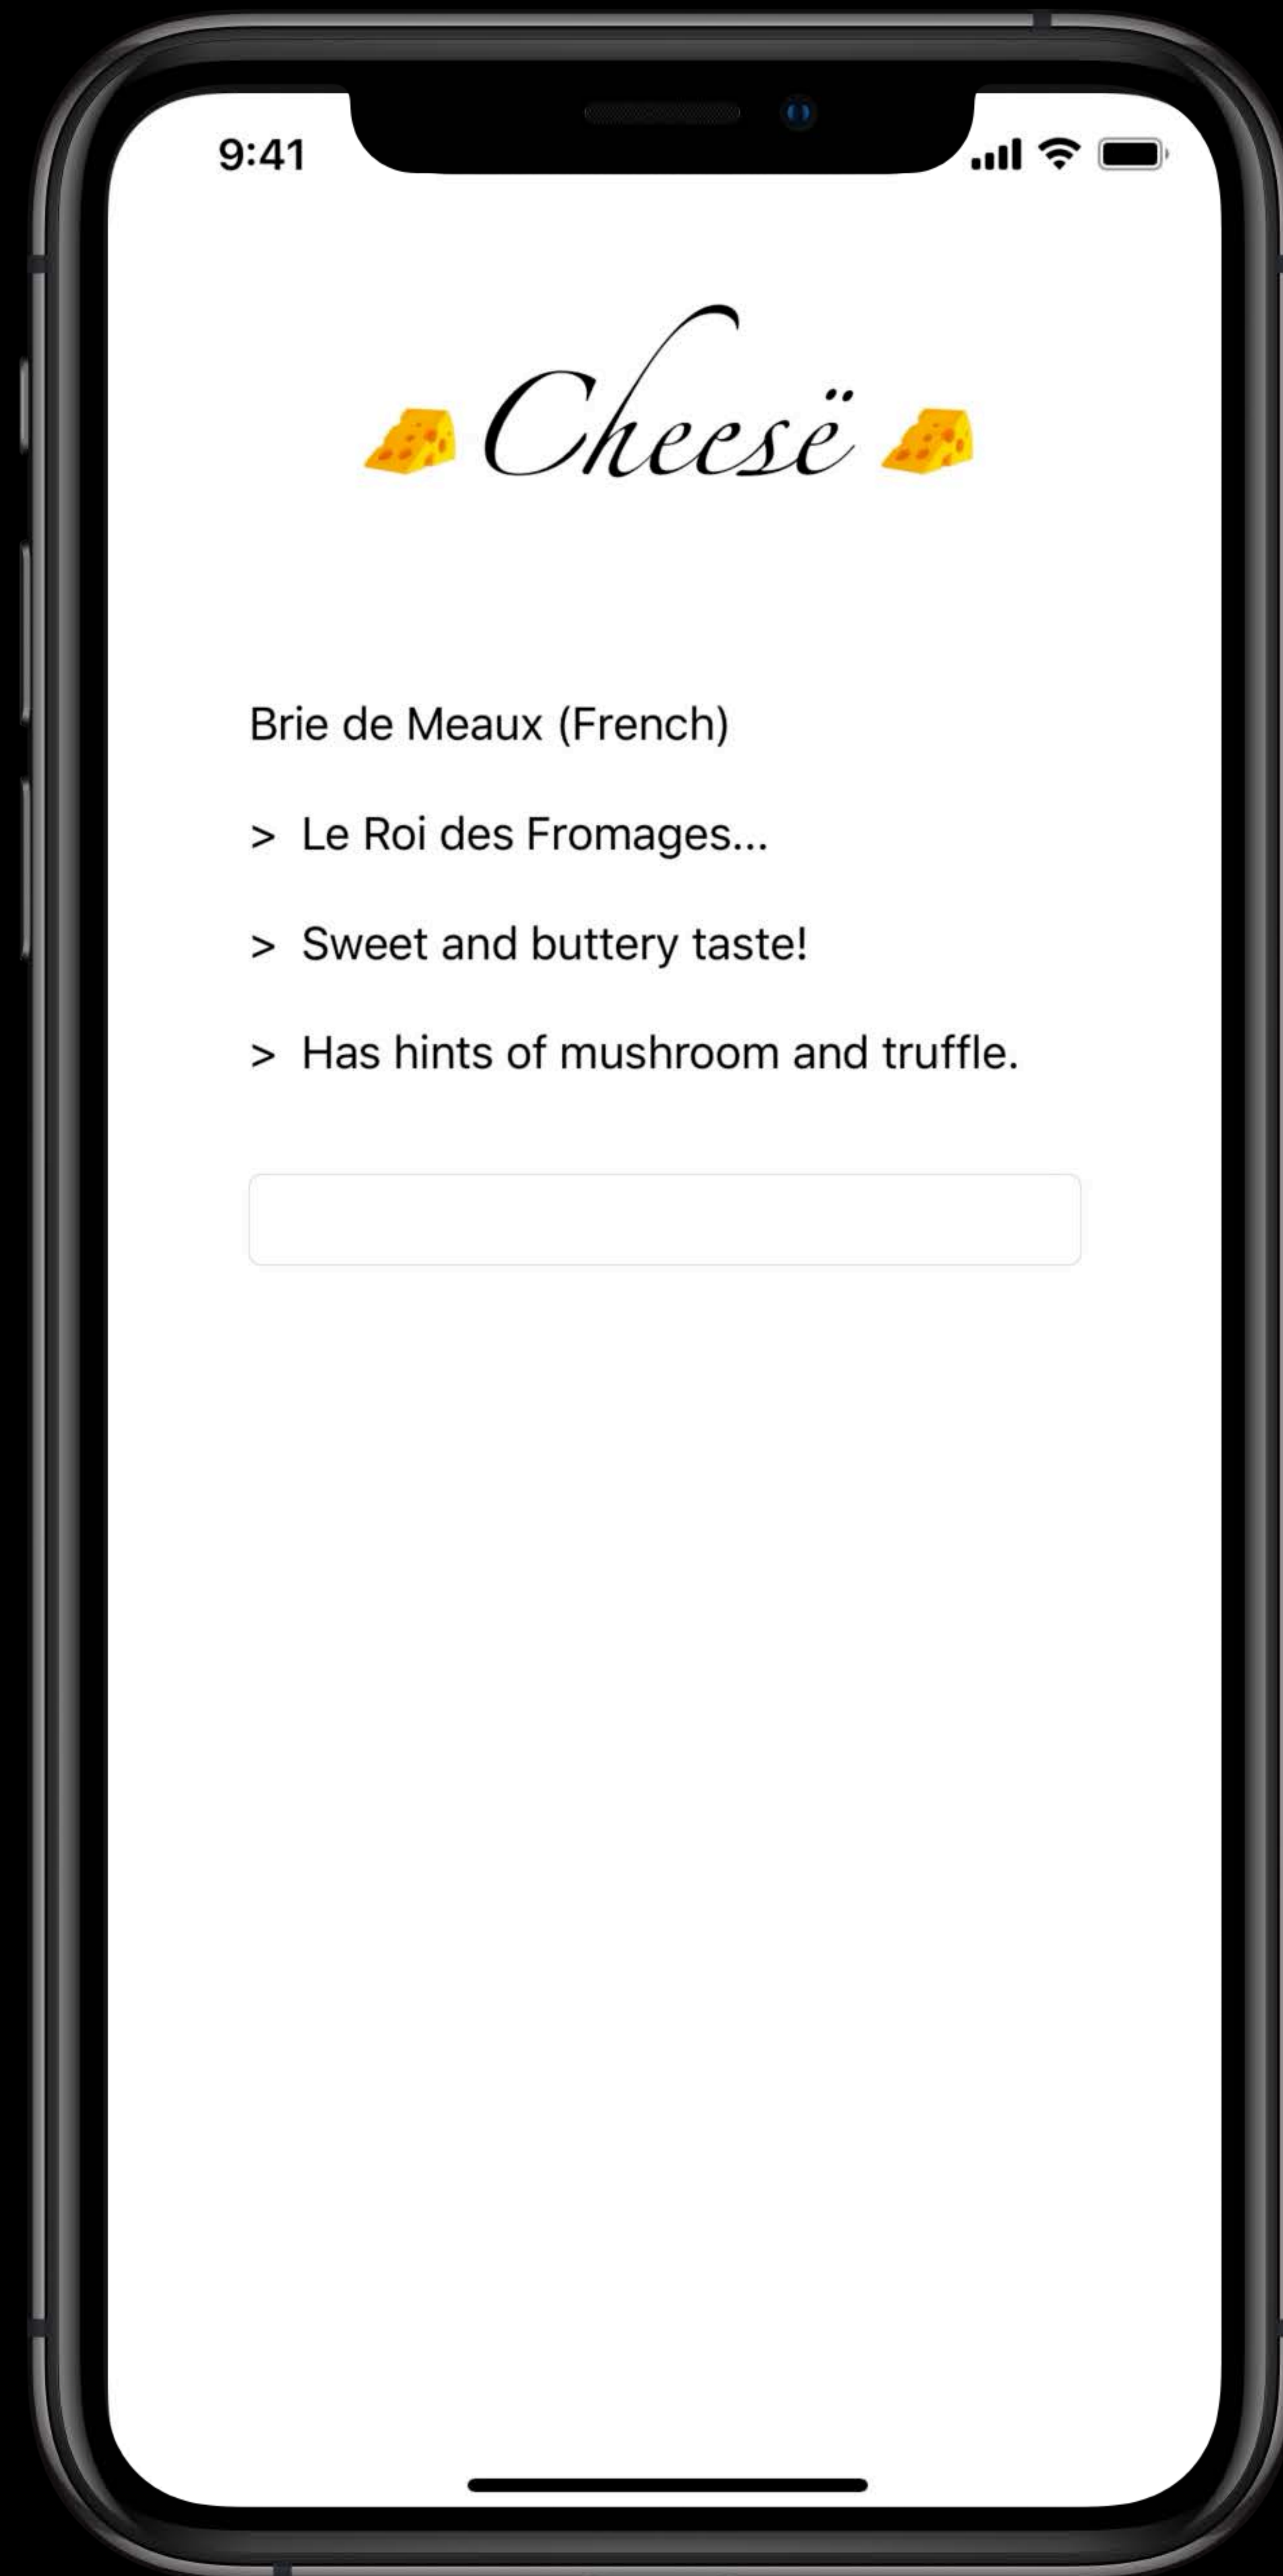 9:41
🧀 Cheesë 🧀
Brie de Meaux (French)
> Le Roi des Fromages...
> Sweet and buttery taste!
> Has hints of mushroom and truffle.